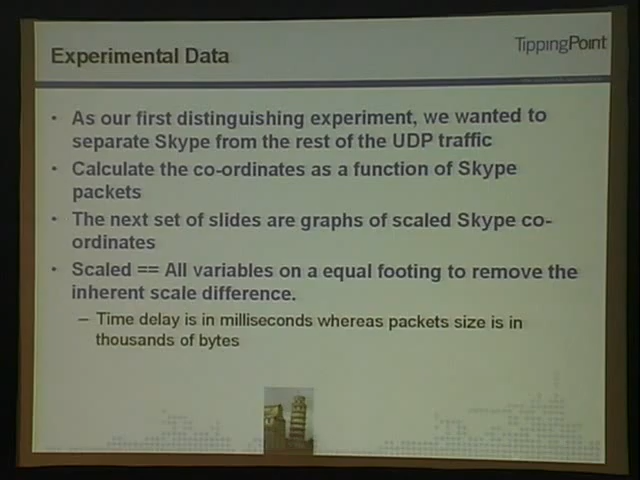 Experimental Data
TippingPoint
• As our first distinguishing experiment, we wanted to
separate Skype from the rest of the UDP traffic
• Calculate the co-ordinates as a function of Skype
packets
• The next set of slides are graphs of scaled Skype co-
ordinates
• Scaled == All variables on a equal footing to remove the
inherent scale difference.
– Time delay is in milliseconds whereas packets size is in
thousands of bytes